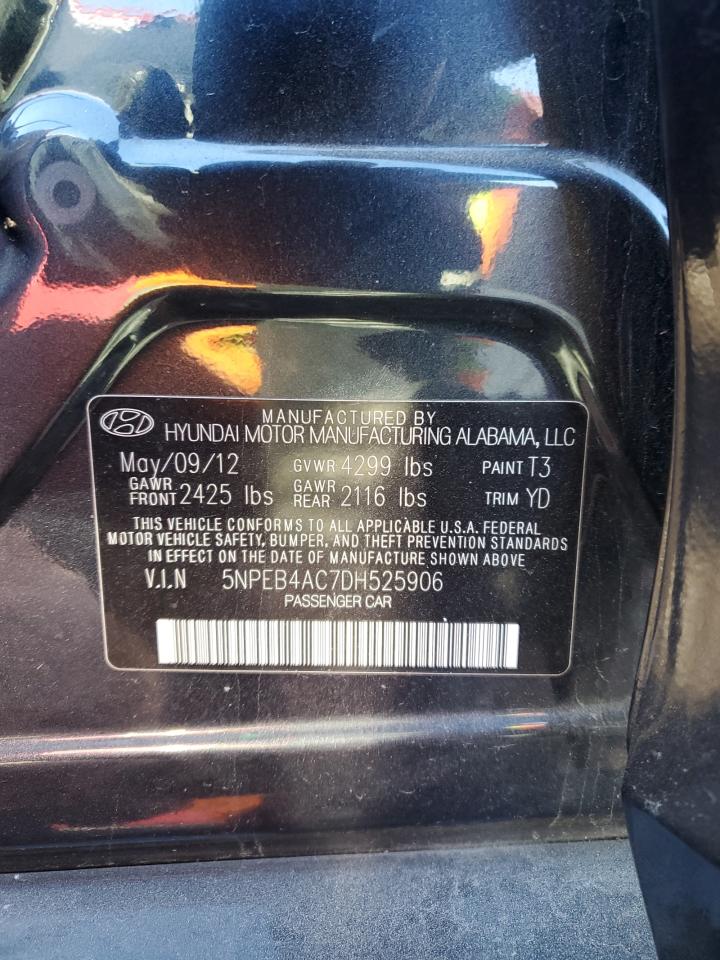 MANUFACTURED BY
HYUNDAI MOTOR MANUFACTURING ALABAMA, LLC
May/09/12 GVWR 4299 lbs PAINT T3
GAWR FRONT 2425 lbs GAWR REAR 2116 lbs TRIM YD
THIS VEHICLE CONFORMS TO ALL APPLICABLE U.S.A. FEDERAL
MOTOR VEHICLE SAFETY, BUMPER, AND THEFT PREVENTION STANDARDS
IN EFFECT ON THE DATE OF MANUFACTURE SHOWN ABOVE
V.I.N 5NPEB4AC7DH525906
PASSENGER CAR